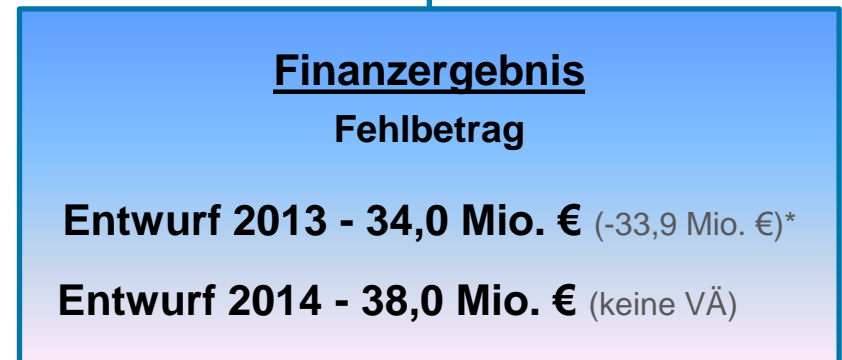 Finanzergebnis
Fehlbetrag
Entwurf 2013 - 34,0 Mio. € (-33,9 Mio. €)*
Entwurf 2014 - 38,0 Mio. € (keine VÄ)